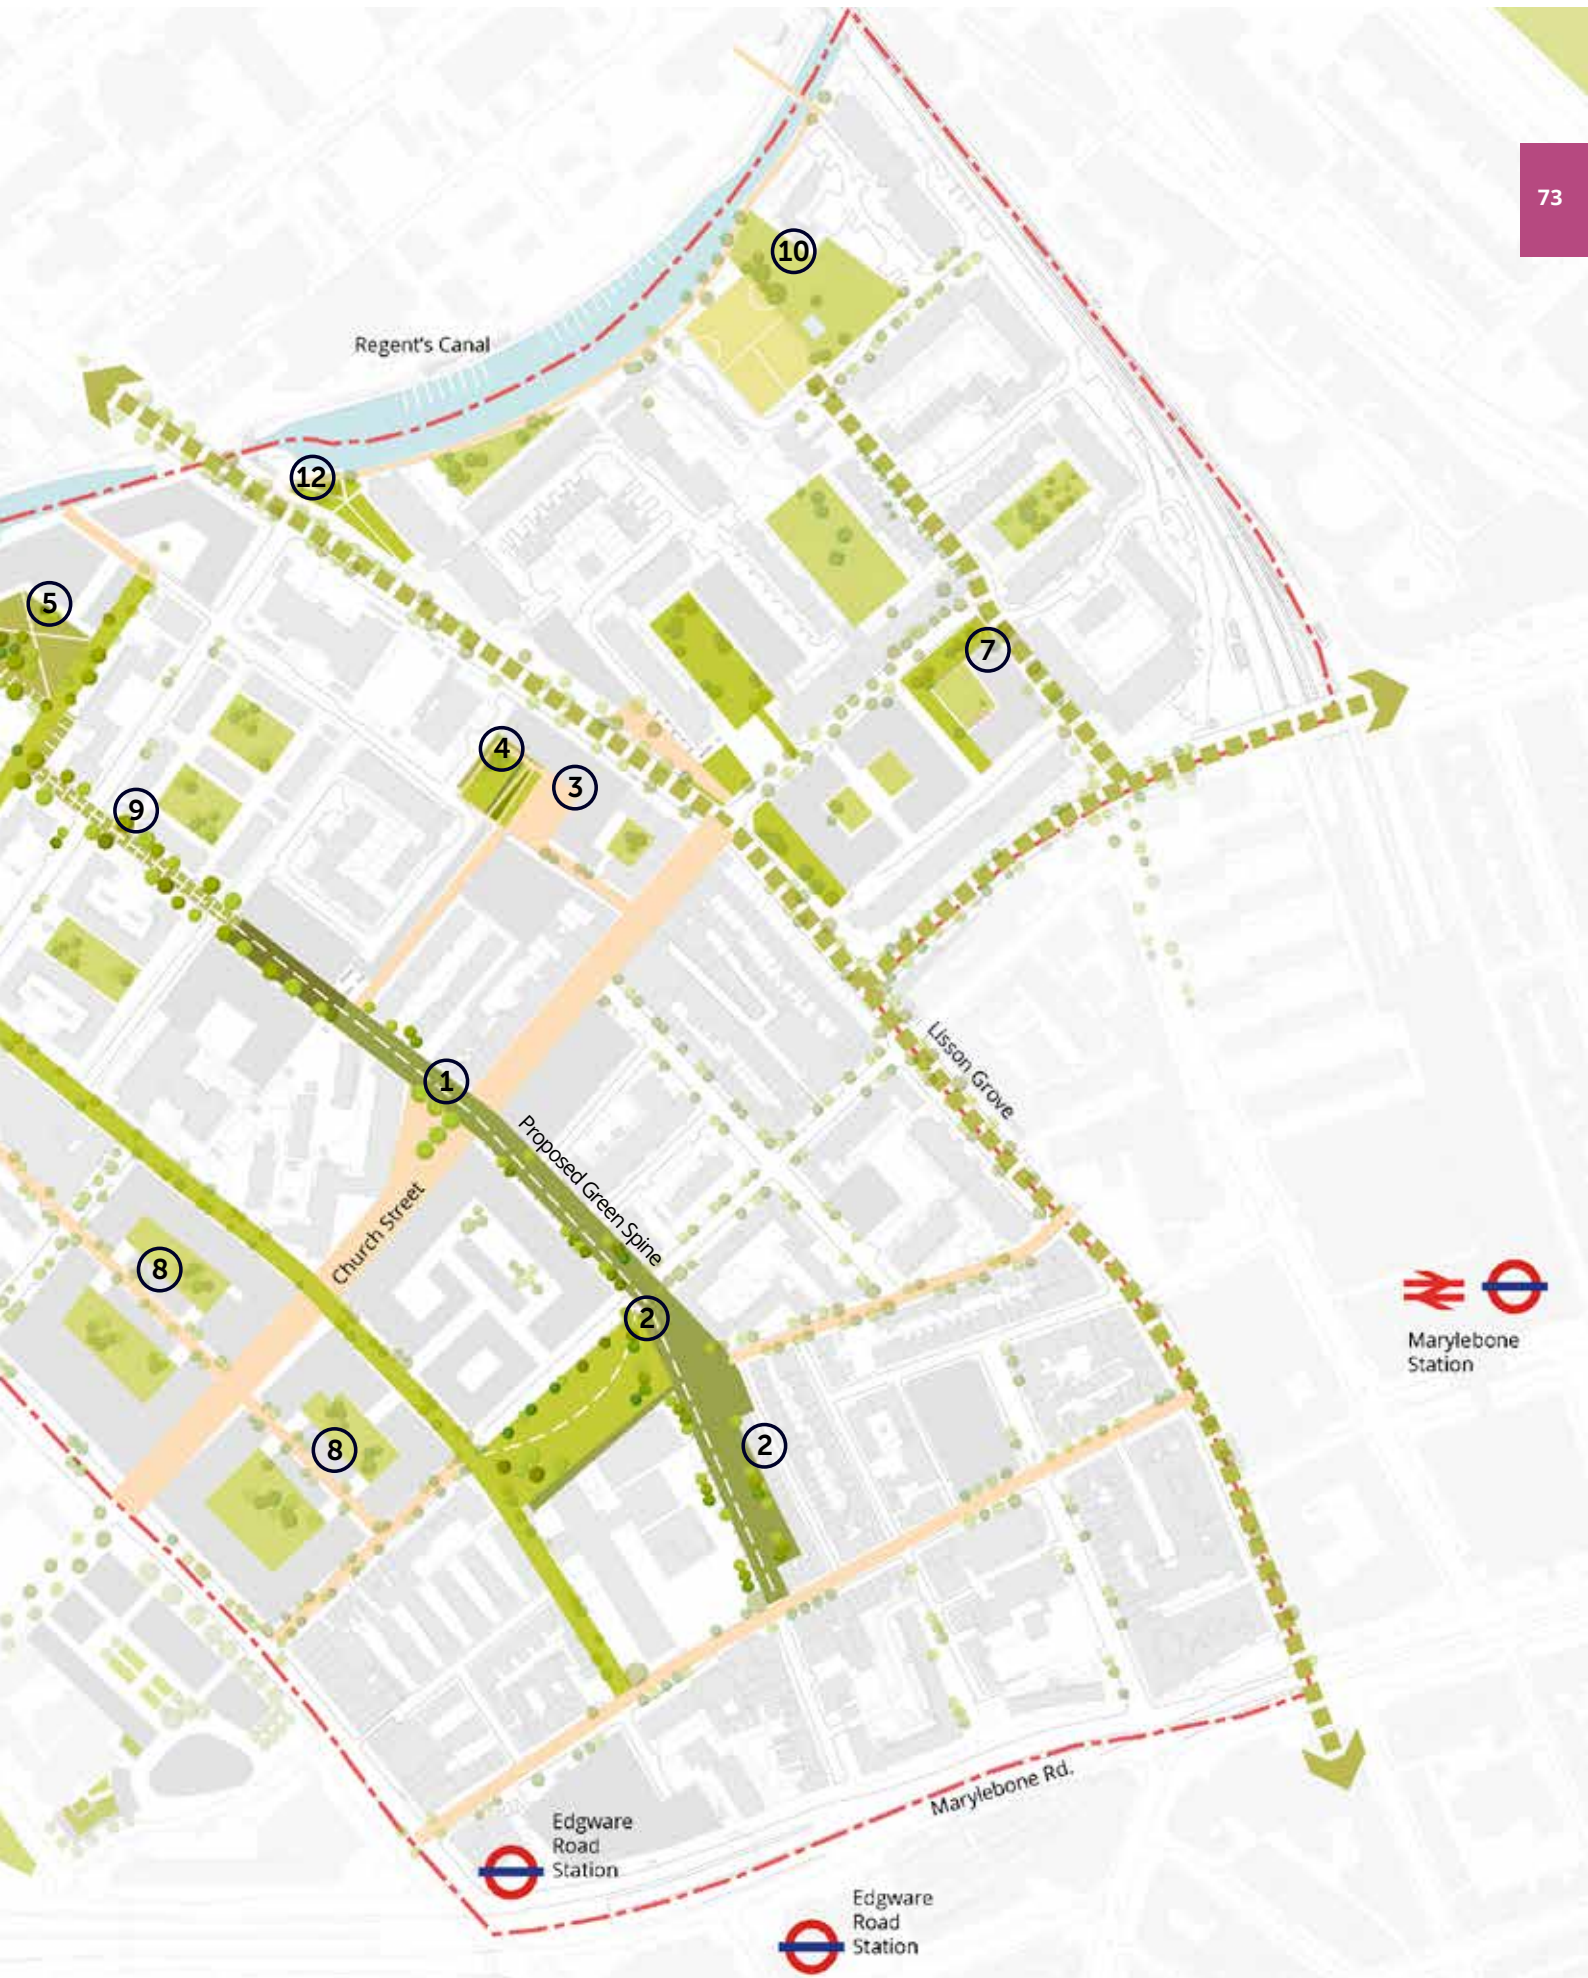 73
10
Regent's Canal
12
5
7
4
3
9
Lisson Grove
1
Proposed Green Spine
Church Street
8
2
Marylebone
Station
8
2
Marylebone Rd.
Edgware
Road
Station
Edgware
Road
Station